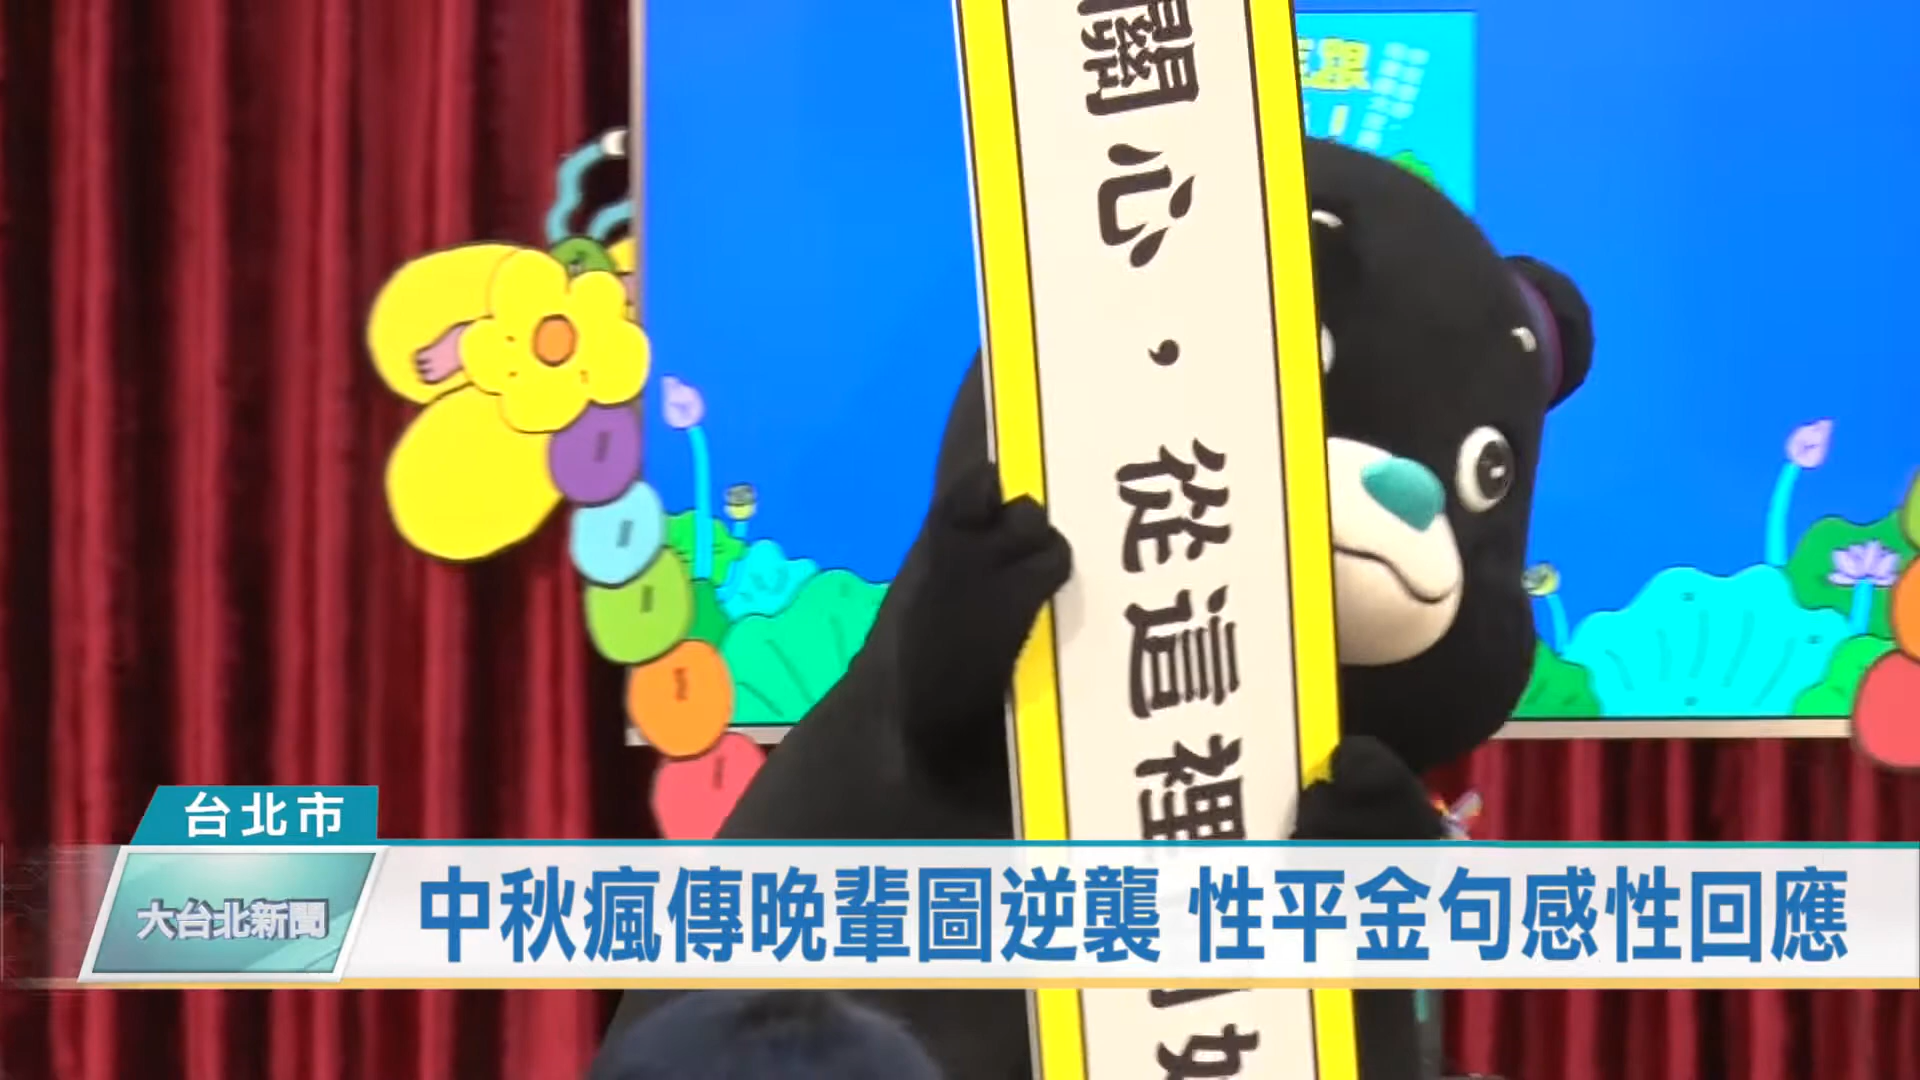 關心，從這裡
台北市
大台北新聞
中秋瘋傳晚輩圖逆襲 性平金句感性回應